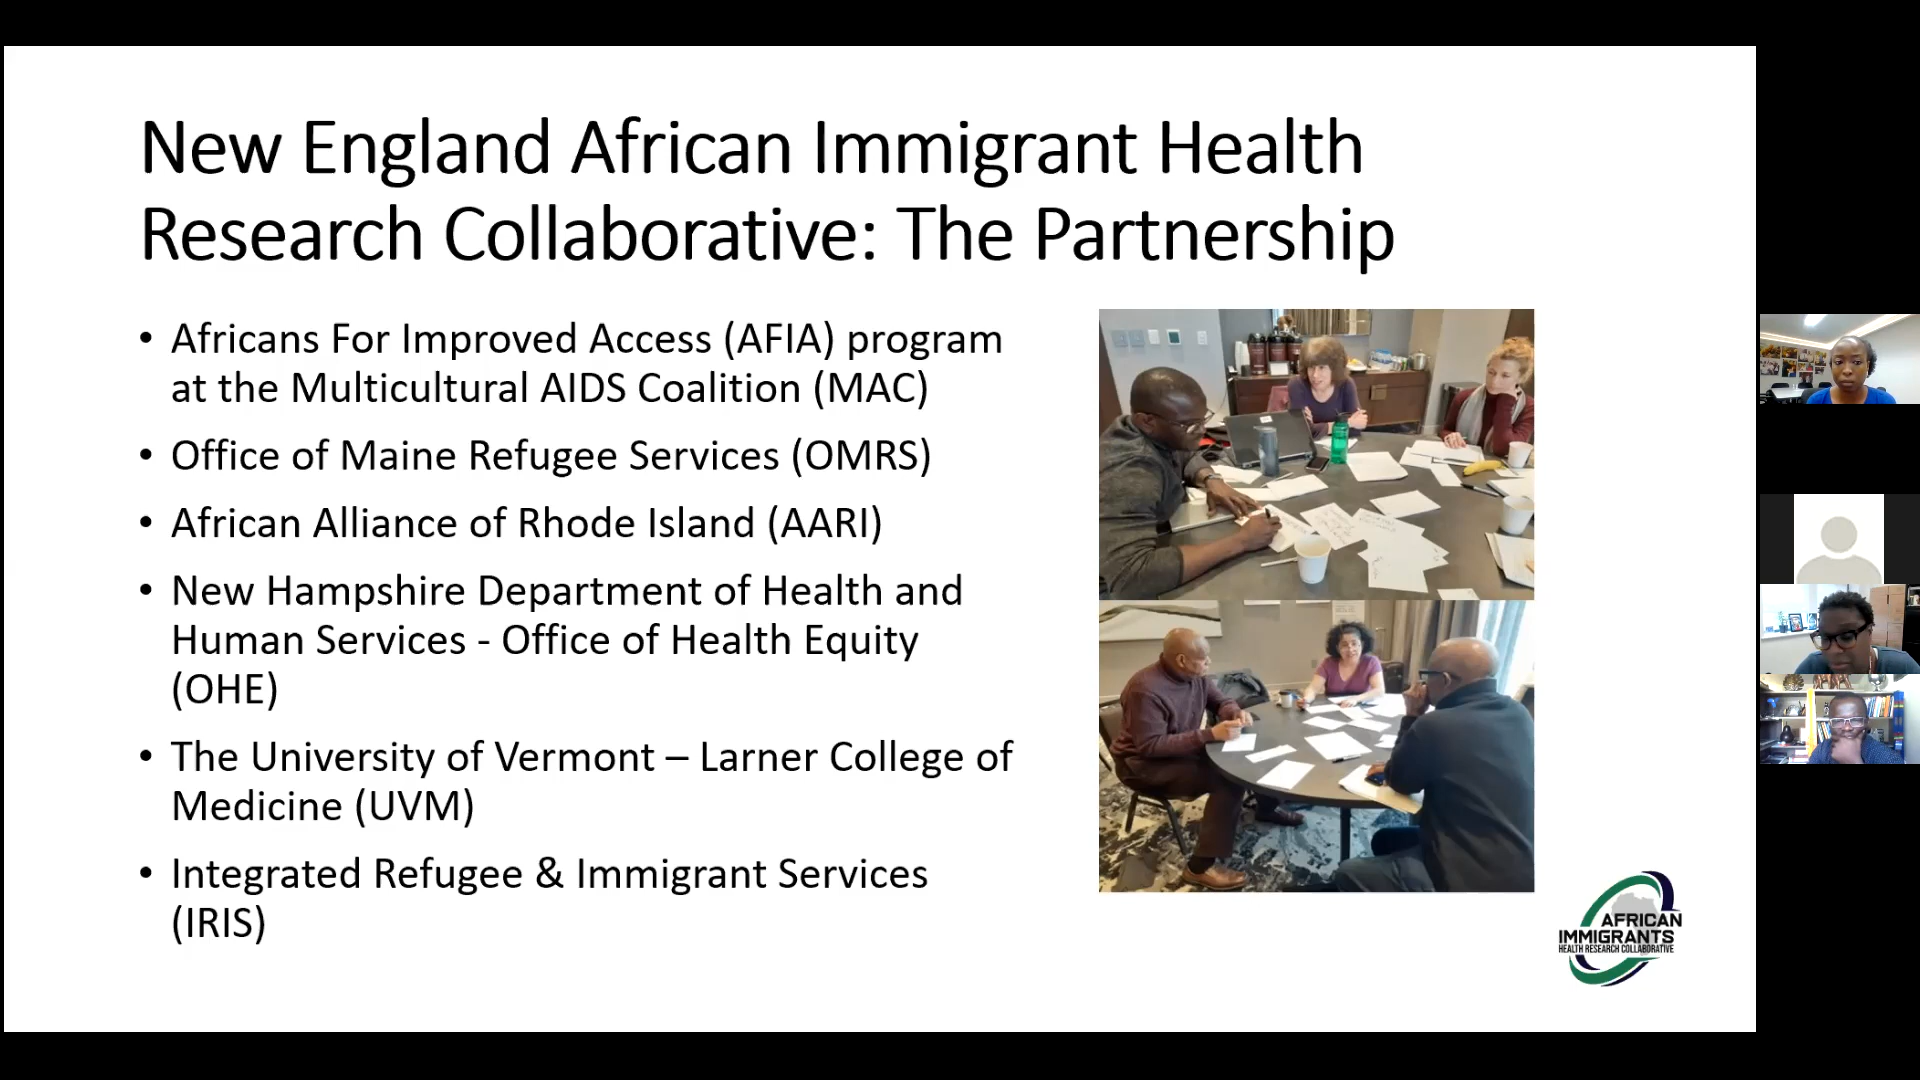 New England African Immigrant Health
Research Collaborative: The Partnership
• Africans For Improved Access (AFIA) program
at the Multicultural AIDS Coalition (MAC)
• Office of Maine Refugee Services (OMRS)
• African Alliance of Rhode Island (AARI)
• New Hampshire Department of Health and
Human Services - Office of Health Equity
(OHE)
• The University of Vermont – Larner College of
Medicine (UVM)
• Integrated Refugee & Immigrant Services
(IRIS)
AFRICAN
IMMIGRANTS
HEALTH RESEARCH COLLABORATIVE